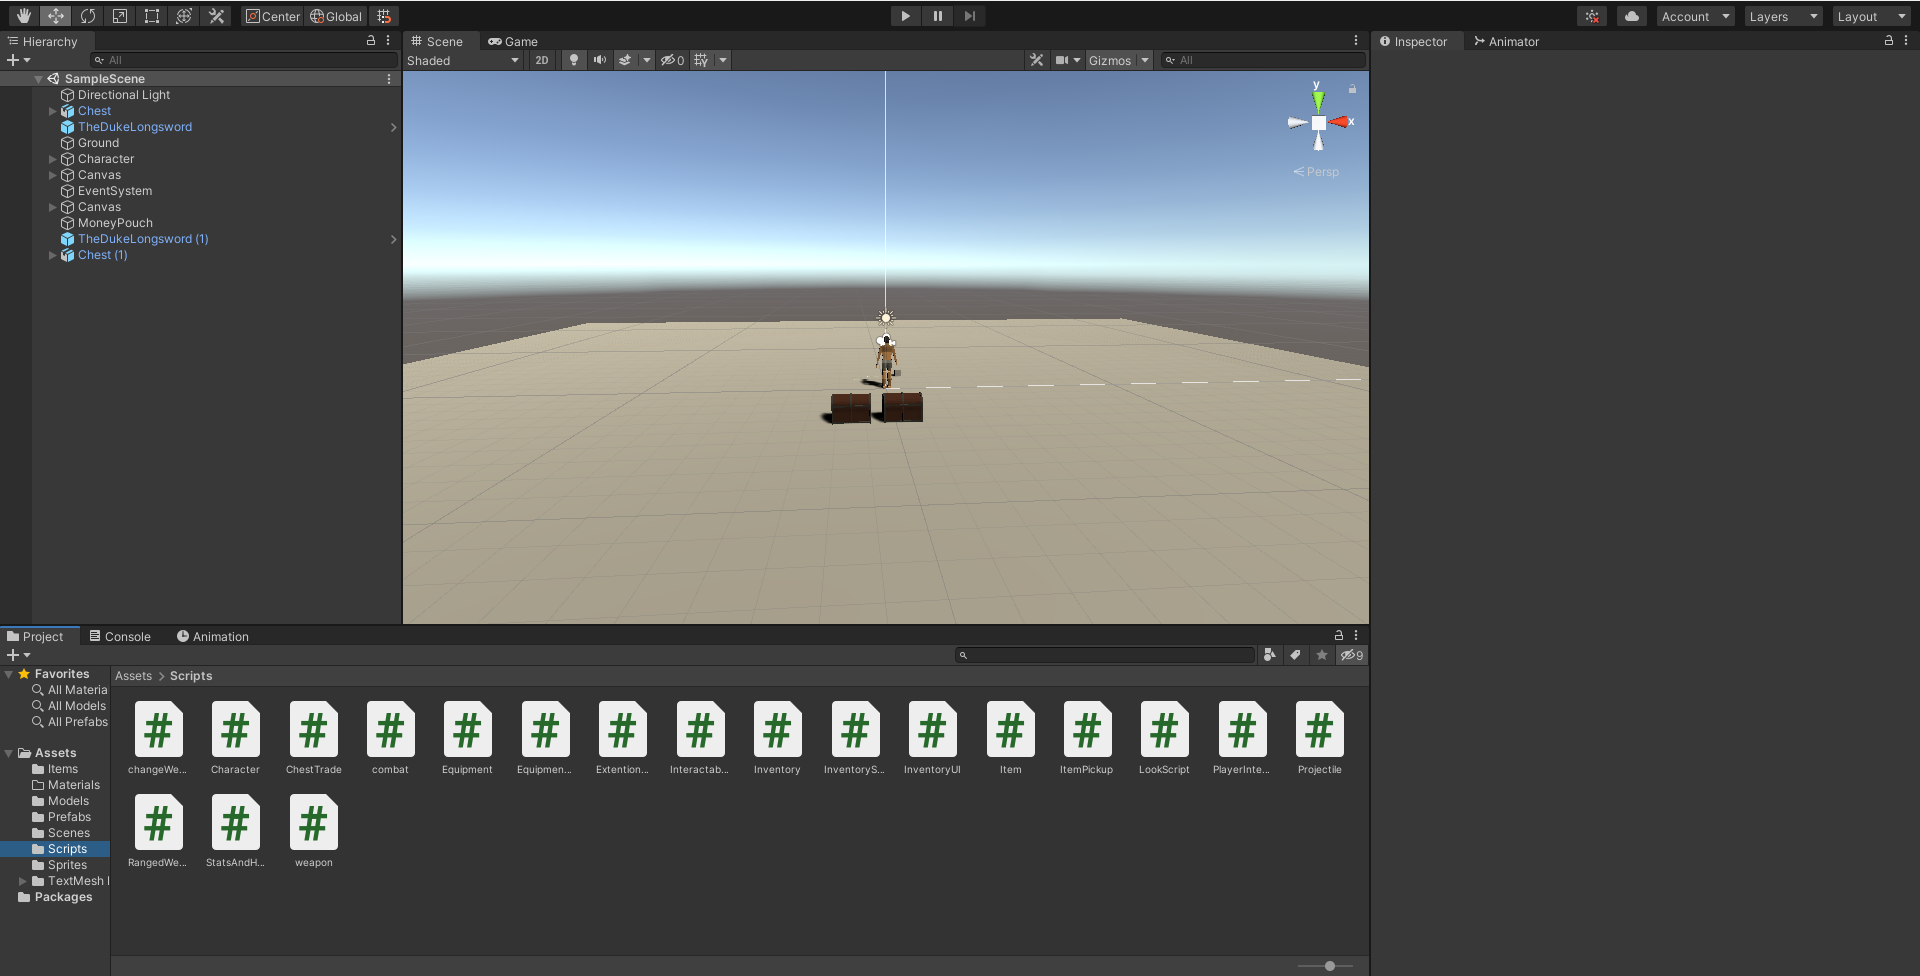 Center Global
Account Layers Layout
Hierarchy
All
SampleScene
Directional Light
Chest
TheDukeLongsword
Ground
Character
Canvas
EventSystem
Canvas
MoneyPouch
TheDukeLongsword (1)
Chest (1)
Scene Game
Shaded 2D 0 Gizmos All
y
x
Persp
Inspector Animator
Project Console Animation
9
Favorites
All Materia
All Models
All Prefabs
Assets
Items
Materials
Models
Prefabs
Scenes
Scripts
Sprites
TextMesh
Packages
Assets > Scripts
# # # # # # # # # # # # # # # #
changeWe... Character ChestTrade combat Equipment Equipmen... Extention... Interactab... Inventory InventoryS... InventoryUI Item ItemPickup LookScript PlayerInte... Projectile
# # #
RangedWe... StatsAndH... weapon